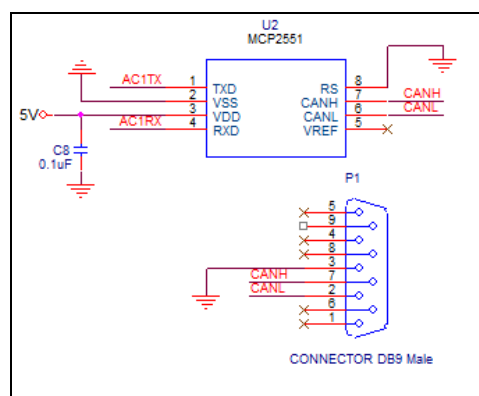 U2
MCP2551
AC1TX 1 TXD RS 8
2 VSS CANH 7 CANH
5V 3 VDD CANL 6 CANL
AC1RX 4 RXD VREF 5
C8
0.1uF
P1
5
9
4
8
3
CANH 7
CANL 2
6
1
CONNECTOR DB9 Male